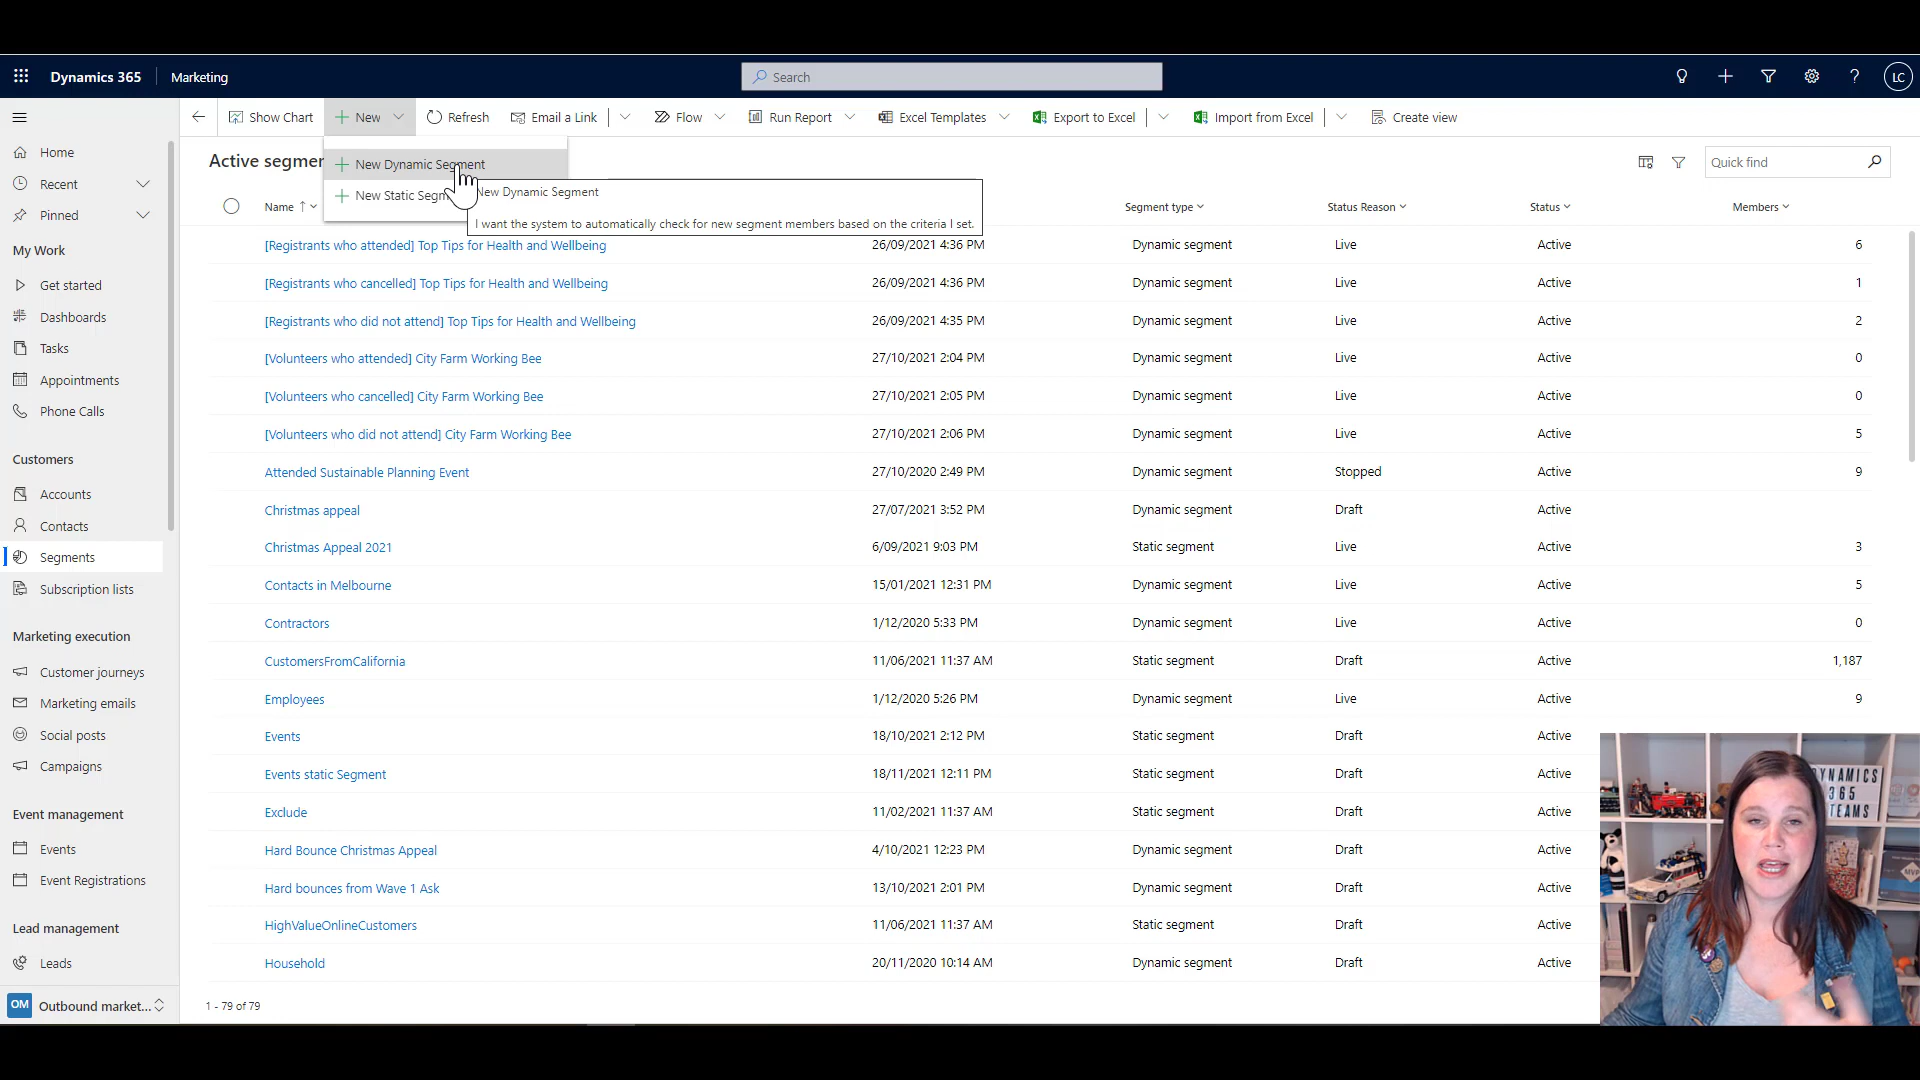 Dynamics 365 Marketing Search LC
Show Chart New Refresh Email a Link Flow Run Report Excel Templates Export to Excel Import from Excel Create view
Home
Recent
Pinned
My Work
Get started
Dashboards
Tasks
Appointments
Phone Calls
Customers
Accounts
Contacts
Segments
Subscription lists
Marketing execution
Customer journeys
Marketing emails
Social posts
Campaigns
Event management
Events
Event Registrations
Lead management
Leads
OM Outbound market...
Active segmen
New Dynamic Segment
New Static Segm
New Dynamic Segment
I want the system to automatically check for new segment members based on the criteria I set.
Quick find
Name ↑ Segment type Status Reason Status Members
[Registrants who attended] Top Tips for Health and Wellbeing 26/09/2021 4:36 PM Dynamic segment Live Active 6
[Registrants who cancelled] Top Tips for Health and Wellbeing 26/09/2021 4:36 PM Dynamic segment Live Active 1
[Registrants who did not attend] Top Tips for Health and Wellbeing 26/09/2021 4:35 PM Dynamic segment Live Active 2
[Volunteers who attended] City Farm Working Bee 27/10/2021 2:04 PM Dynamic segment Live Active 0
[Volunteers who cancelled] City Farm Working Bee 27/10/2021 2:05 PM Dynamic segment Live Active 0
[Volunteers who did not attend] City Farm Working Bee 27/10/2021 2:06 PM Dynamic segment Live Active 5
Attended Sustainable Planning Event 27/10/2020 2:49 PM Dynamic segment Stopped Active 9
Christmas appeal 27/07/2021 3:52 PM Dynamic segment Draft Active
Christmas Appeal 2021 6/09/2021 9:03 PM Static segment Live Active 3
Contacts in Melbourne 15/01/2021 12:31 PM Dynamic segment Live Active 5
Contractors 1/12/2020 5:33 PM Dynamic segment Live Active 0
CustomersFromCalifornia 11/06/2021 11:37 AM Static segment Draft Active 1,187
Employees 1/12/2020 5:26 PM Dynamic segment Live Active 9
Events 18/10/2021 2:12 PM Static segment Draft Active
Events static Segment 18/11/2021 12:11 PM Static segment Draft Active
Exclude 11/02/2021 11:37 AM Static segment Draft Active
Hard Bounce Christmas Appeal 4/10/2021 12:23 PM Dynamic segment Draft Active
Hard bounces from Wave 1 Ask 13/10/2021 2:01 PM Dynamic segment Draft Active
HighValueOnlineCustomers 11/06/2021 11:37 AM Static segment Draft Active
Household 20/11/2020 10:14 AM Dynamic segment Draft Active
1 - 79 of 79
YNAMICS
365
TEAMS
MVP